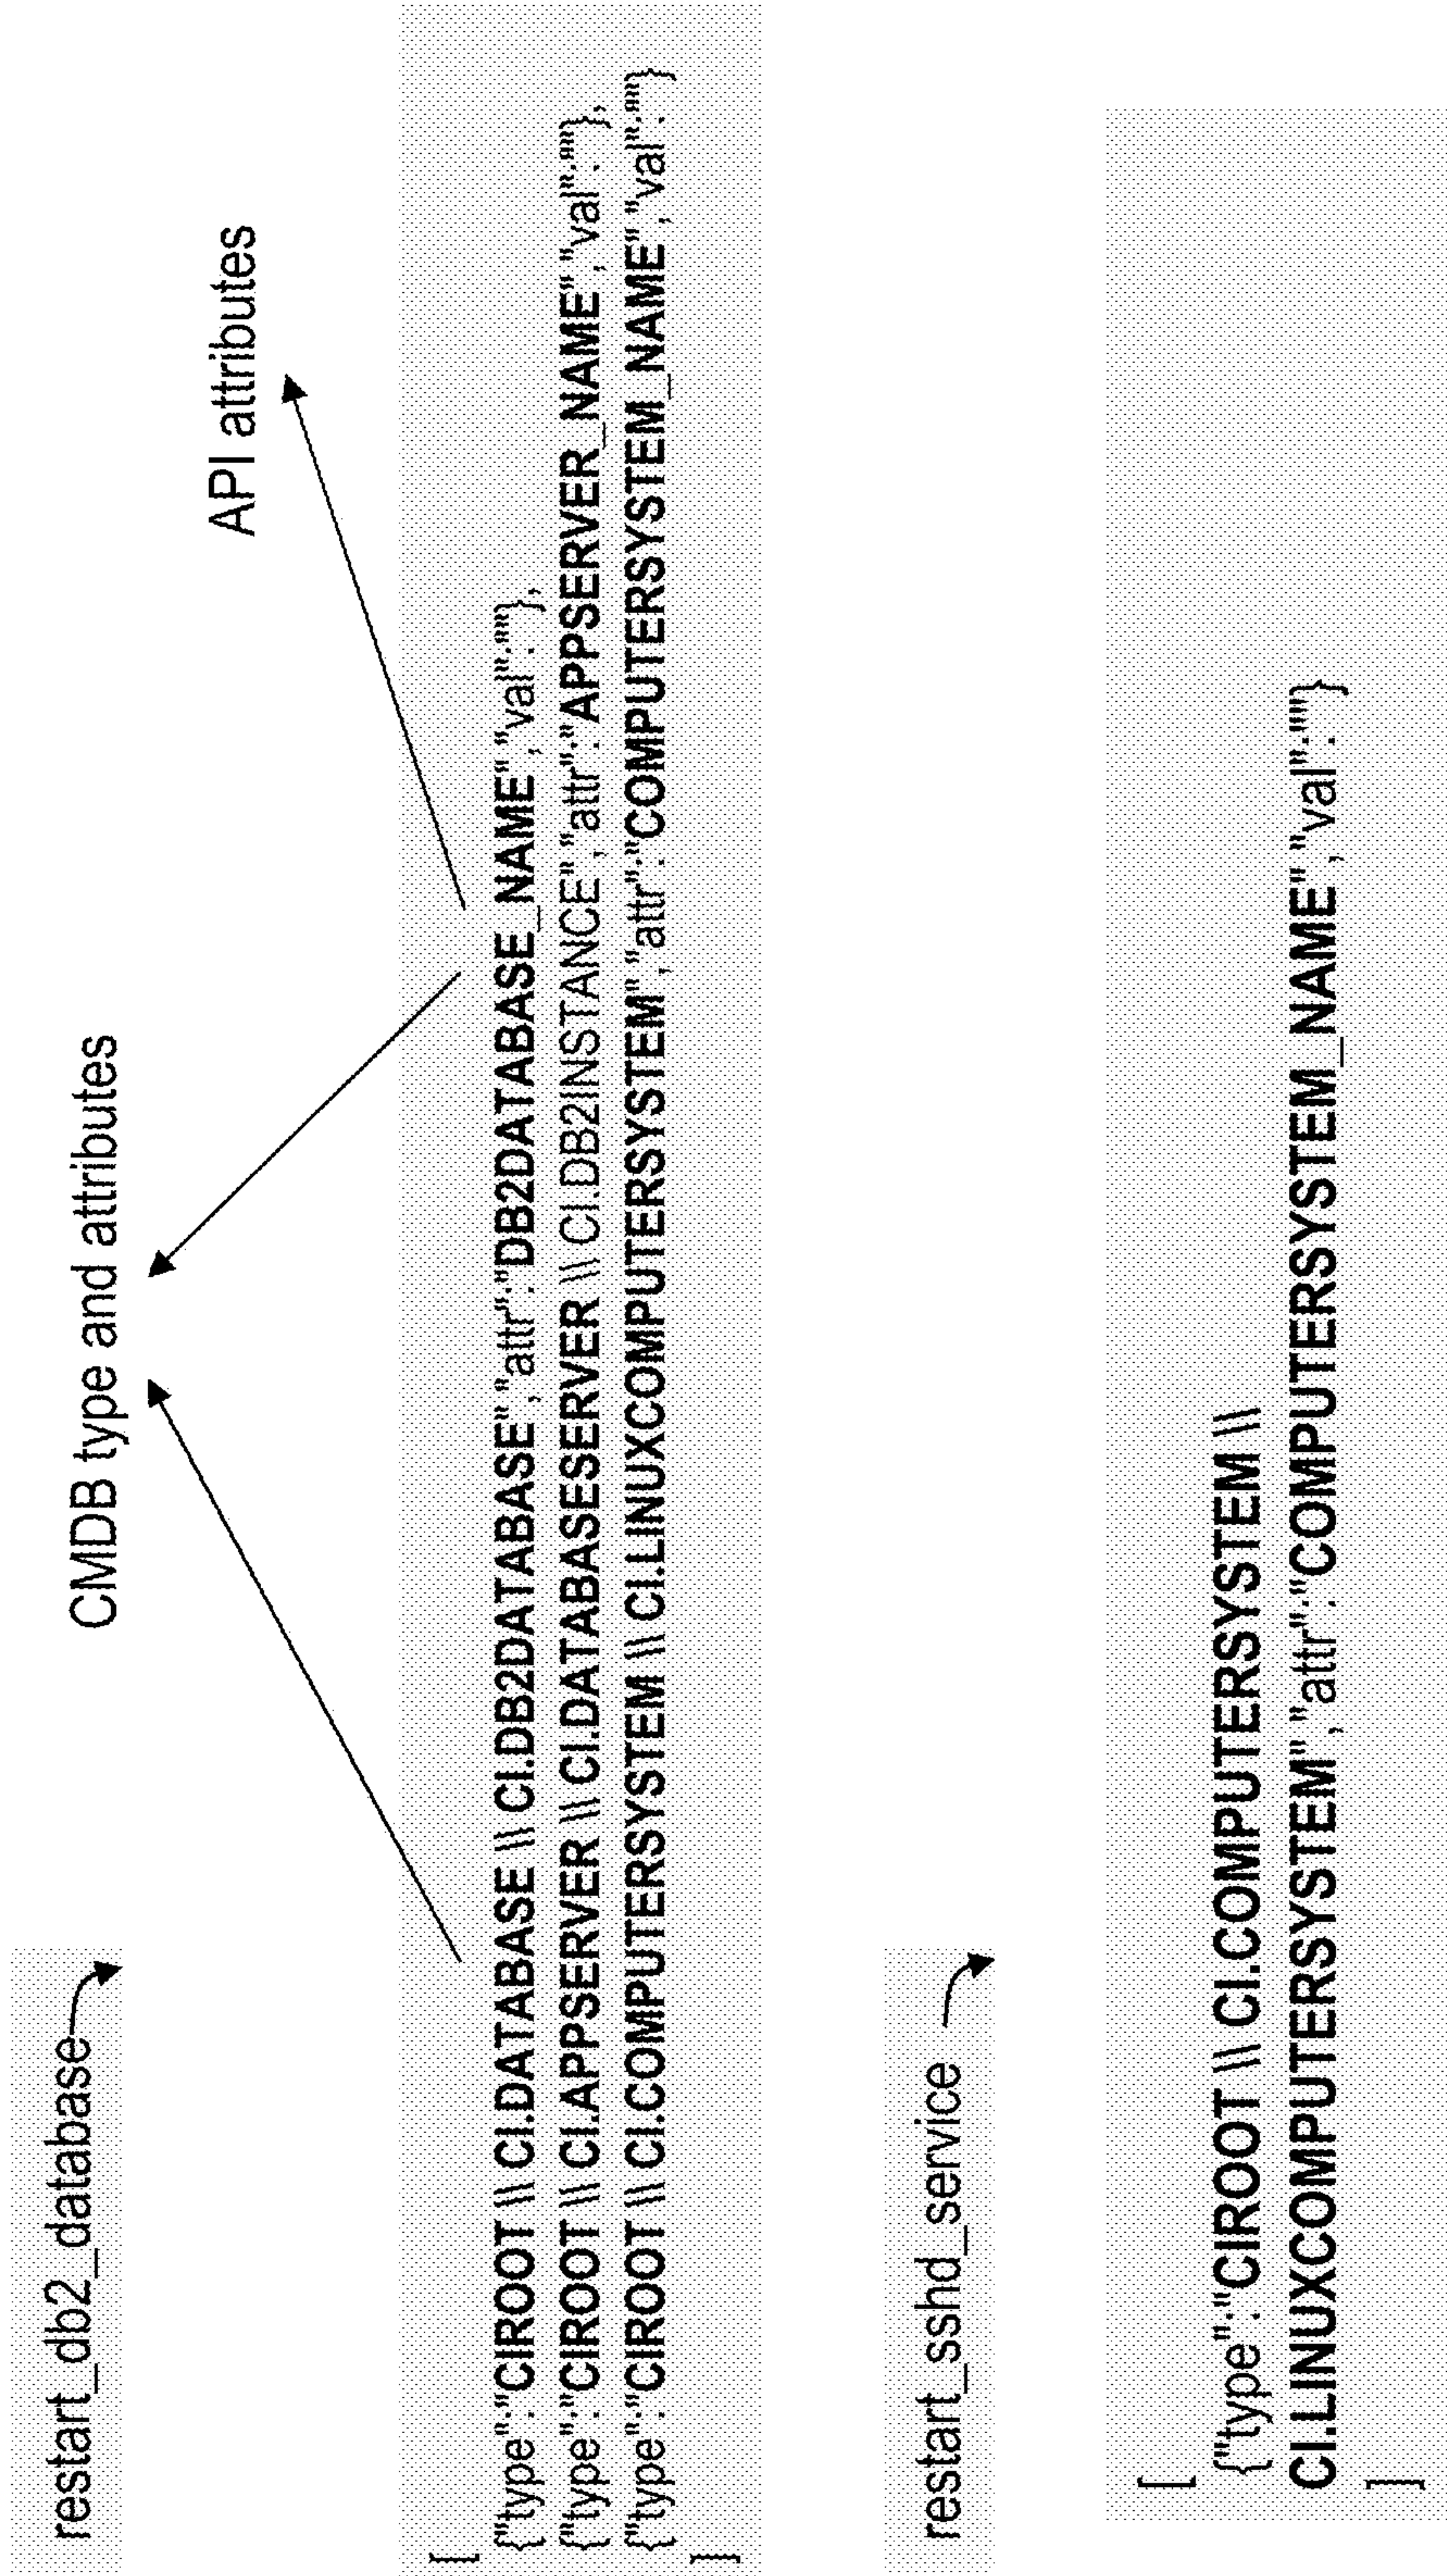 restart_db2_database
CMDB type and attributes
API attributes
[
{"type":"CIROOT \\ CI.DATABASE \\ CI.DB2DATABASE","attr":"DB2DATABASE_NAME","val":""},
{"type":"CIROOT \\ CI.APPSERVER \\ CI.DATABASESERVER \\ CI.DB2INSTANCE","attr":"APPSERVER_NAME","val":""},
{"type":"CIROOT \\ CI.COMPUTERSYSTEM \\ CI.LINUXCOMPUTERSYSTEM","attr":"COMPUTERSYSTEM_NAME","val":""}
]
restart_sshd_service
[
{"type":"CIROOT \\ CI.COMPUTERSYSTEM \\
CI.LINUXCOMPUTERSYSTEM","attr":"COMPUTERSYSTEM_NAME","val":""}
]